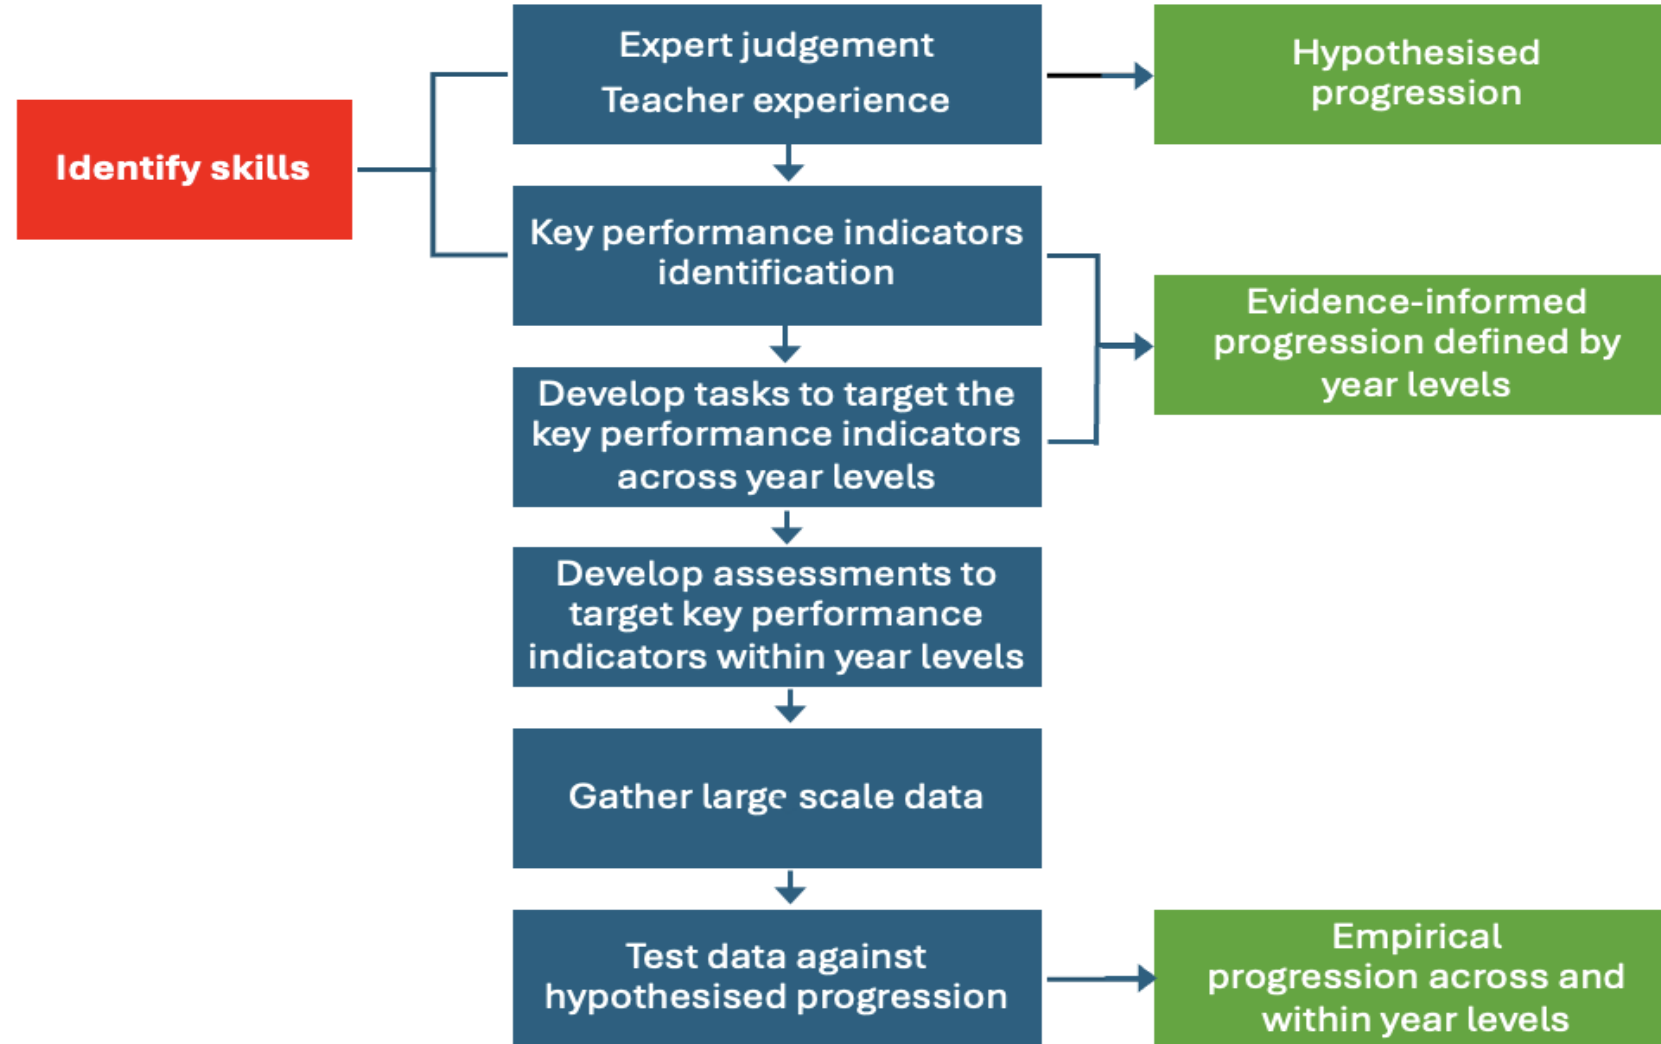 Identify skills
Expert judgement
Teacher experience
Hypothesised
progression
Key performance indicators
identification
Evidence-informed
progression defined by
year levels
Develop tasks to target the
key performance indicators
across year levels
Develop assessments to
target key performance
indicators within year levels
Gather large scale data
Test data against
hypothesised progression
Empirical
progression across and
within year levels